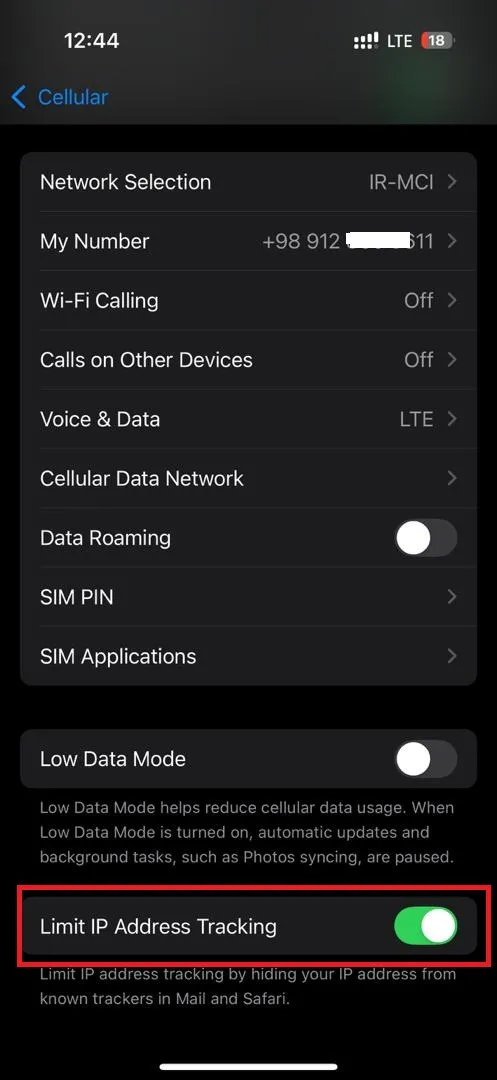 12:44 LTE 18
Cellular
Network Selection IR-MCI
My Number +98 912 611
Wi-Fi Calling Off
Calls on Other Devices Off
Voice & Data LTE
Cellular Data Network
Data Roaming
SIM PIN
SIM Applications
Low Data Mode
Low Data Mode helps reduce cellular data usage. When
Low Data Mode is turned on, automatic updates and
background tasks, such as Photos syncing, are paused.
Limit IP Address Tracking
Limit IP address tracking by hiding your IP address from
known trackers in Mail and Safari.